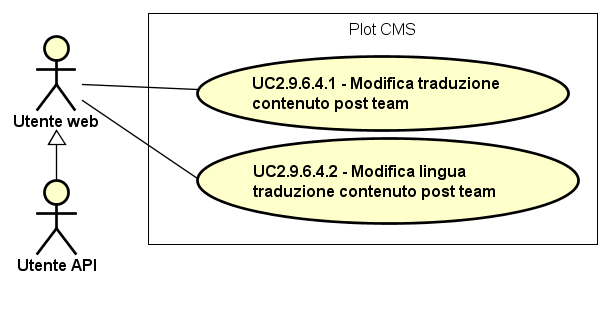 Plot CMS
UC2.9.6.4.1 - Modifica traduzione
contenuto post team
Utente web
UC2.9.6.4.2 - Modifica lingua
traduzione contenuto post team
Utente API